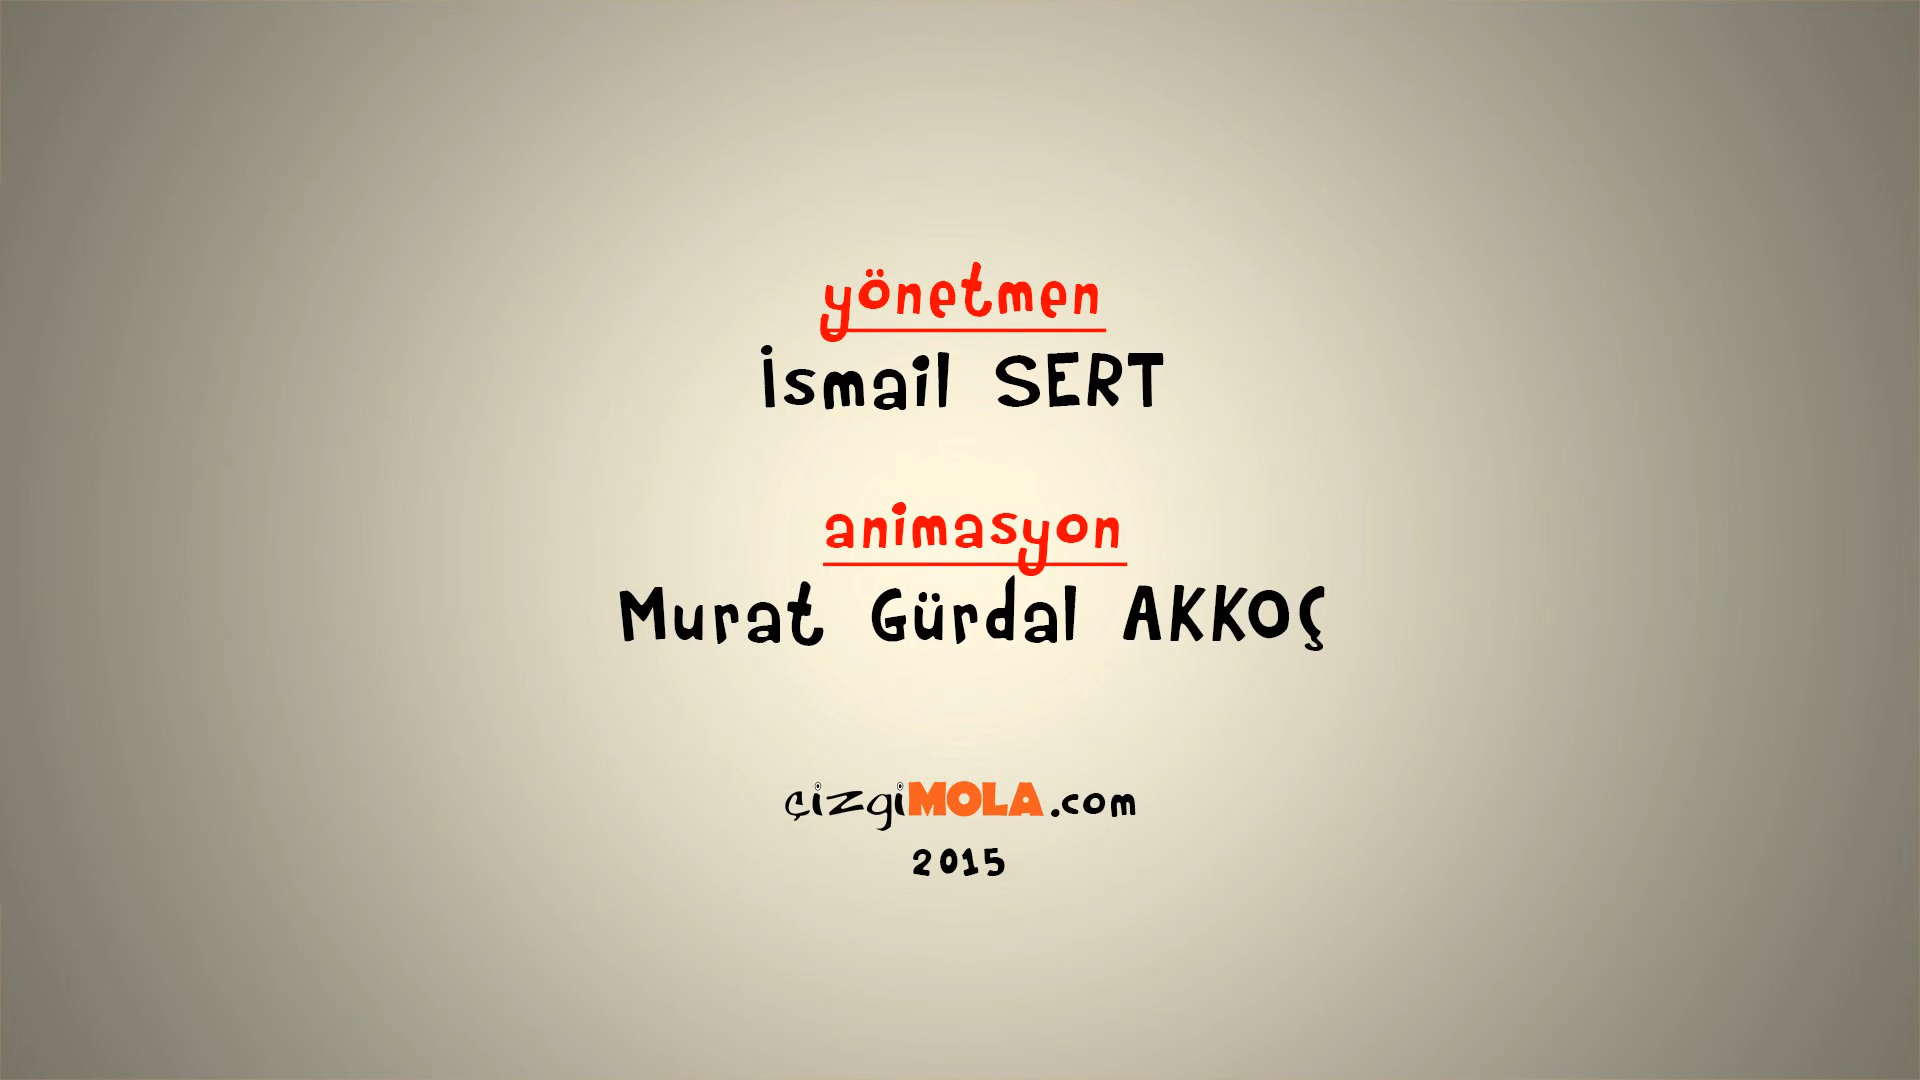 yönetmen
İsmail SERT
animasyon
Murat Gürdal AKKOÇ
çizgiMOLA.com
2015